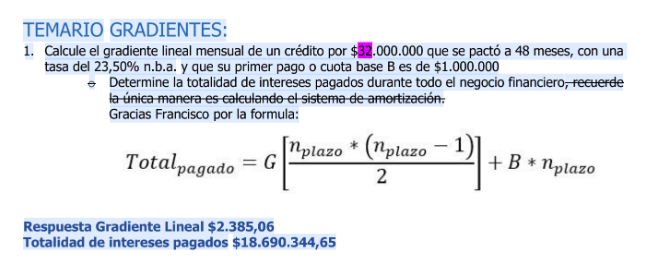 TEMARIO GRADIENTES:
1. Calcule el gradiente lineal mensual de un crédito por $32.000.000 que se pactó a 48 meses, con una
tasa del 23,50% n.b.a. y que su primer pago o cuota base B es de $1.000.000
o Determine la totalidad de intereses pagados durante todo el negocio financiero, recuerde
la única manera es calculando el sistema de amortización.
Gracias Francisco por la formula:
Total_pagado = G [n_plazo * (n_plazo − 1) / 2] + B * n_plazo
Respuesta Gradiente Lineal $2.385,06
Totalidad de intereses pagados $18.690.344,65